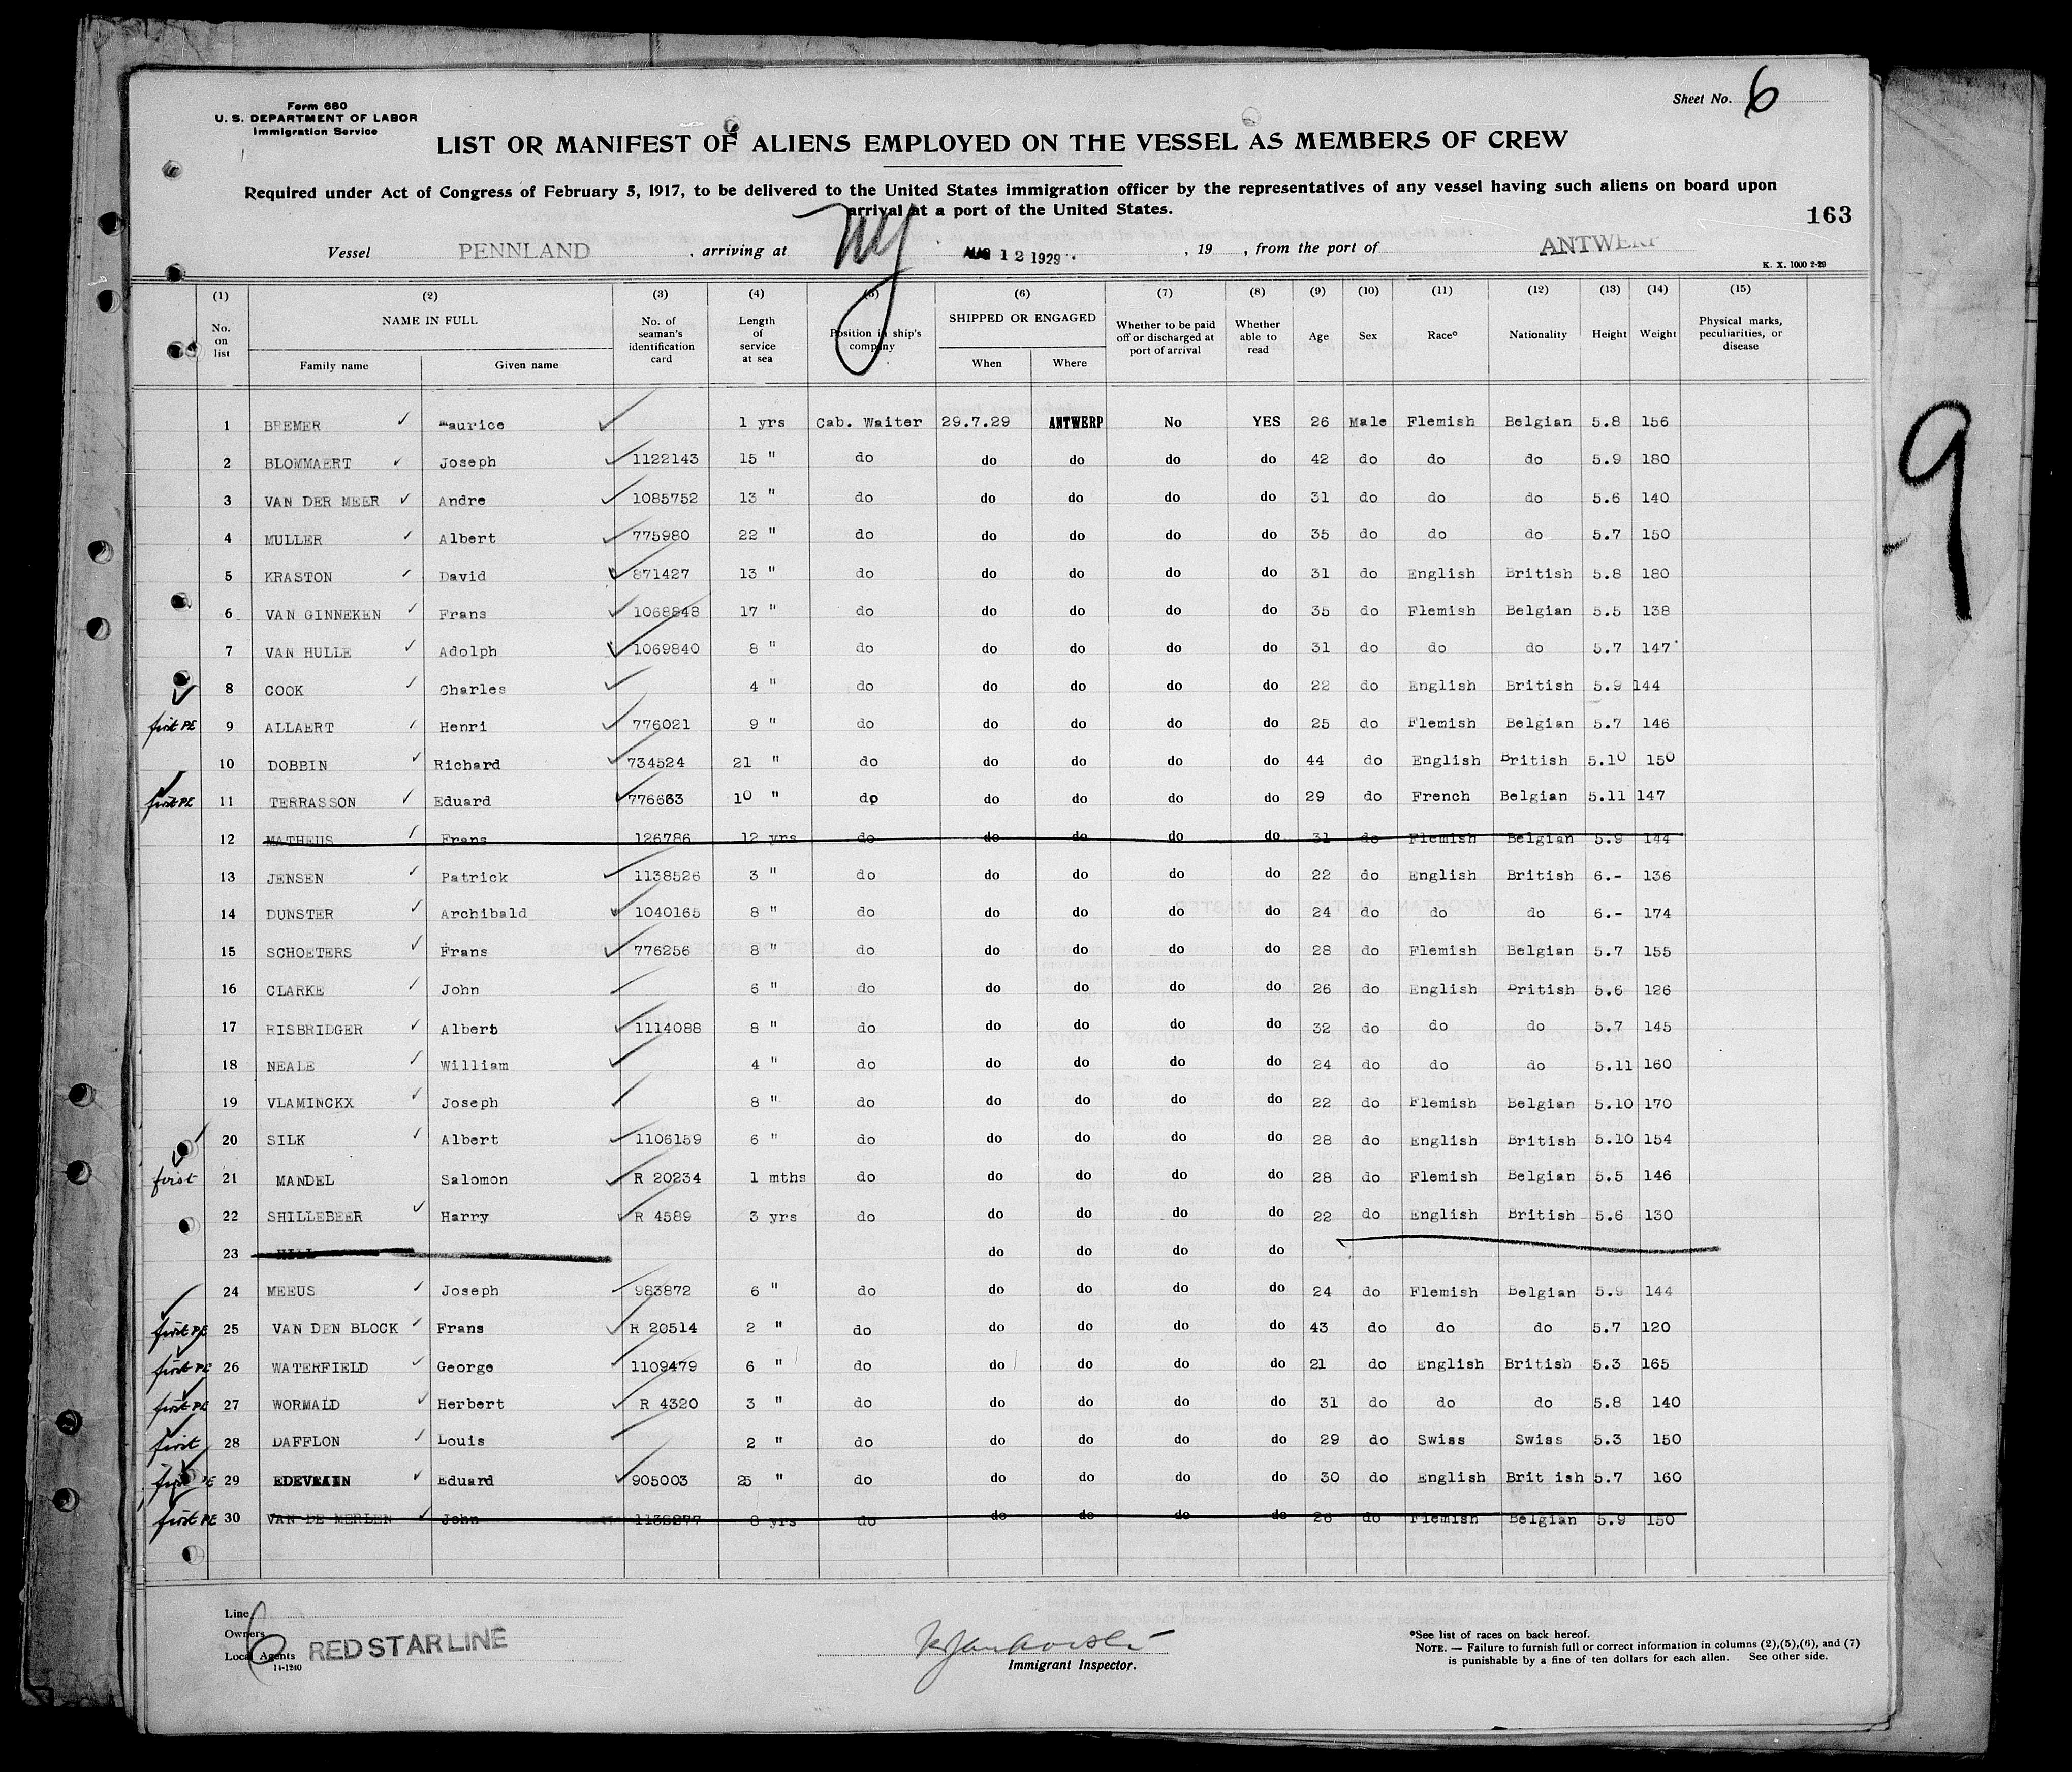 Form 680
U. S. DEPARTMENT OF LABOR
Immigration Service
Sheet No. 6
LIST OR MANIFEST OF ALIENS EMPLOYED ON THE VESSEL AS MEMBERS OF CREW
Required under Act of Congress of February 5, 1917, to be delivered to the United States immigration officer by the representatives of any vessel having such aliens on board upon
arrival at a port of the United States.
163
Vessel PENNLAND , arriving at NY AUG 12 1929 , 19 , from the port of ANTWERP
K. X. 1000 2-29
(1) (2) (3) (4) (5) (6) (7) (8) (9) (10) (11) (12) (13) (14) (15)
No. on list NAME IN FULL Family name Given name No. of seaman's identification card Length of service at sea Position in ship's company SHIPPED OR ENGAGED When Where Whether to be paid off or discharged at port of arrival Whether able to read Age Sex Race* Nationality Height Weight Physical marks, peculiarities, or disease
1 BREMER Maurice 1 yrs Cab. Waiter 29.7.29 ANTWERP No YES 26 Male Flemish Belgian 5.8 156
2 BLOMMAERT Joseph 1122143 15 " do do do do do 42 do do do 5.9 180
3 VAN DER MEER Andre 1085752 13 " do do do do do 31 do do do 5.6 140
4 MULLER Albert 775980 22 " do do do do do 35 do do do 5.7 150
5 KRASTON David 871427 13 " do do do do do 31 do English British 5.8 180
6 VAN GINNEKEN Frans 1068848 17 " do do do do do 35 do Flemish Belgian 5.5 138
7 VAN HULLE Adolph 1069840 8 " do do do do do 31 do do do 5.7 147
8 COOK Charles 4 " do do do do do 22 do English British 5.9 144
first PE 9 ALLAERT Henri 776021 9 " do do do do do 25 do Flemish Belgian 5.7 146
10 DOBBIN Richard 734524 21 " do do do do do 44 do English British 5.10 150
first PE 11 TERRASSON Eduard 776663 10 " do do do do do 29 do French Belgian 5.11 147
12 MATHEUS Frans 126786 12 yrs do do do do do 31 do Flemish Belgian 5.9 144
13 JENSEN Patrick 1138526 3 " do do do do do 22 do English British 6.- 136
14 DUNSTER Archibald 1040165 8 " do do do do do 24 do do do 6.- 174
15 SCHOETERS Frans 776256 8 " do do do do do 28 do Flemish Belgian 5.7 155
16 CLARKE John 6 " do do do do do 26 do English British 5.6 126
17 RISBRIDGER Albert 1114088 8 " do do do do do 32 do do do 5.7 145
18 NEALE William 4 " do do do do do 24 do do do 5.11 160
19 VLAMINCKX Joseph 8 " do do do do do 22 do Flemish Belgian 5.10 170
20 SILK Albert 1106159 6 " do do do do do 28 do English British 5.10 154
first 21 MANDEL Salomon R 20234 1 mths do do do do do 28 do Flemish Belgian 5.5 146
22 SHILLEBEER Harry R 4589 3 yrs do do do do do 22 do English British 5.6 130
23 HILL do do do do
24 MEEUS Joseph 983872 6 " do do do do do 24 do Flemish Belgian 5.9 144
first PE 25 VAN DEN BLOCK Frans R 20514 2 " do do do do do 43 do do do 5.7 120
first PE 26 WATERFIELD George 1109479 6 " do do do do do 21 do English British 5.3 165
first PE 27 WORMALD Herbert R 4320 3 " do do do do do 31 do do do 5.8 140
first 28 DAFFLON Louis 2 " do do do do do 29 do Swiss Swiss 5.3 150
first PE 29 Eduard 905003 " do do do do do 30 do English Brit ish 5.7 160
first PE 30 VAN DE MERLEN John 8 yrs do do do do do 26 do Flemish Belgian 5.9 150
Line
Owners
Local Agents
6 RED STAR LINE
14-1240
Immigrant Inspector.
*See list of races on back hereof.
NOTE. — Failure to furnish full or correct information in columns (2),(5),(6), and (7)
is punishable by a fine of ten dollars for each alien. See other side.
9